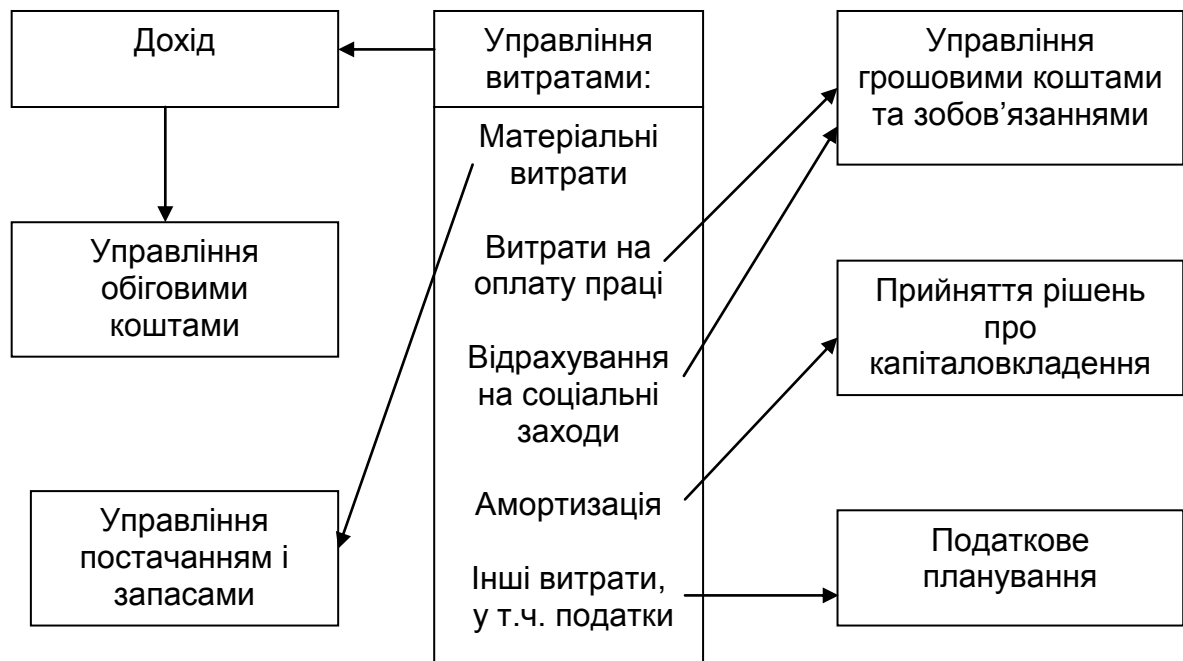 Дохід
Управління
обіговими
коштами
Управління
постачанням і
запасами
Управління
витратами:
Матеріальні
витрати
Витрати на
оплату праці
Відрахування
на соціальні
заходи
Амортизація
Інші витрати,
у т.ч. податки
Управління
грошовими коштами
та зобов’язаннями
Прийняття рішень
про
капіталовкладення
Податкове
планування